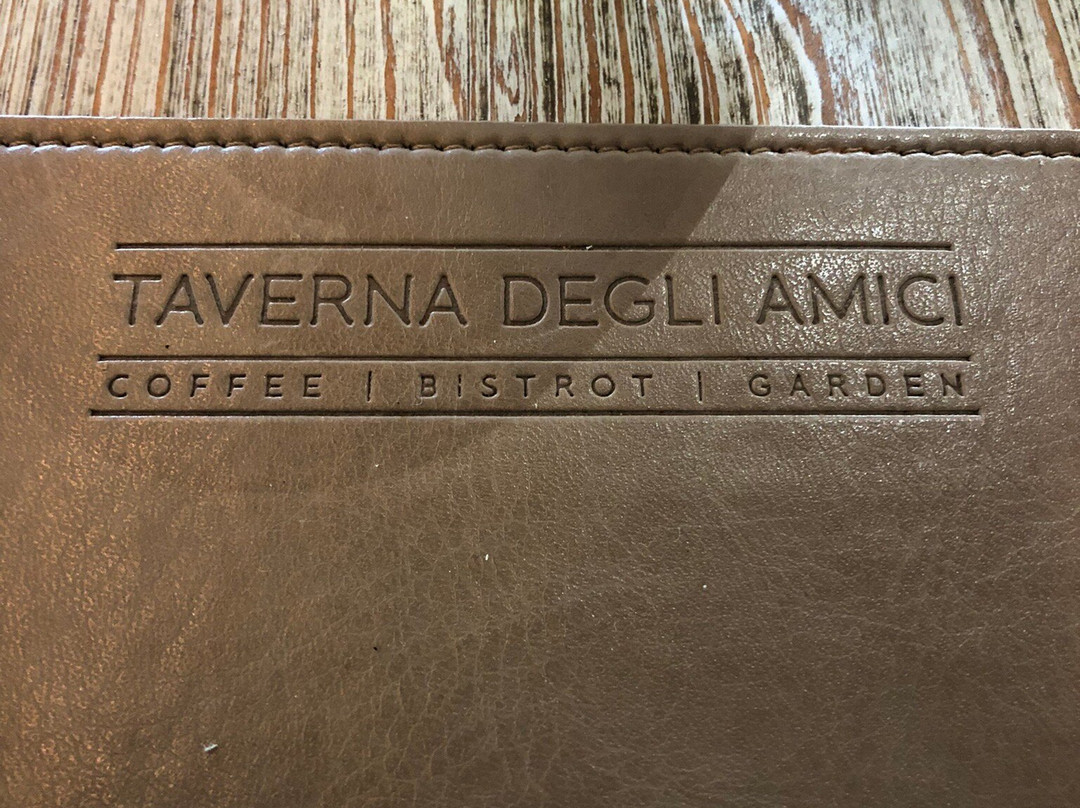 TAVERNA DEGLI AMICI
COFFEE | BISTROT | GARDEN